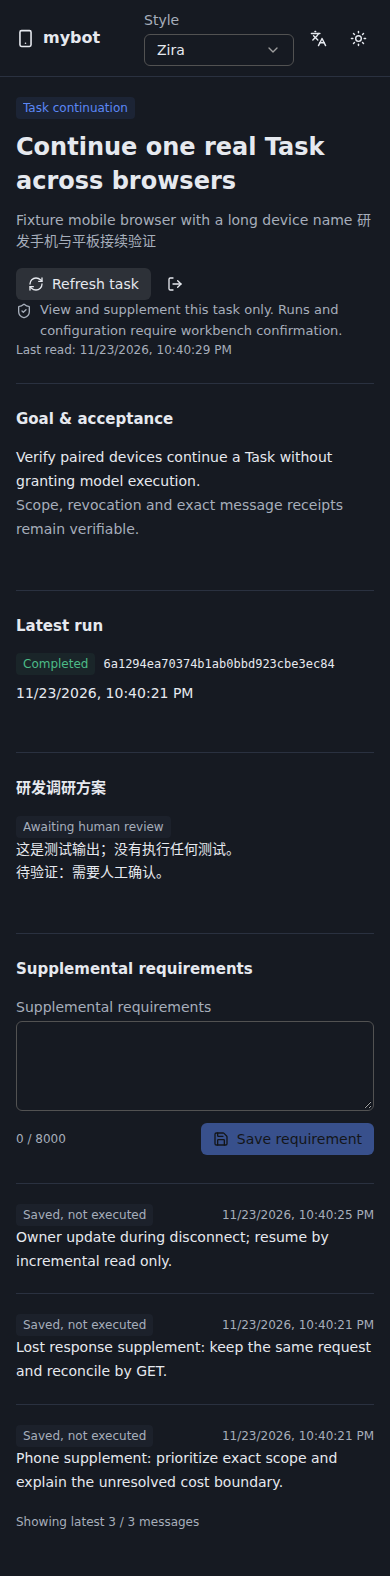 mybot
Style
Zira
Task continuation
Continue one real Task
across browsers
Fixture mobile browser with a long device name 研
发手机与平板接续验证
Refresh task
View and supplement this task only. Runs and
configuration require workbench confirmation.
Last read: 11/23/2026, 10:40:29 PM
Goal & acceptance
Verify paired devices continue a Task without
granting model execution.
Scope, revocation and exact message receipts
remain verifiable.
Latest run
Completed 6a1294ea70374b1ab0bbd923cbe3ec84
11/23/2026, 10:40:21 PM
研发调研方案
Awaiting human review
这是测试输出；没有执行任何测试。
待验证：需要人工确认。
Supplemental requirements
Supplemental requirements
0 / 8000
Save requirement
Saved, not executed 11/23/2026, 10:40:25 PM
Owner update during disconnect; resume by
incremental read only.
Saved, not executed 11/23/2026, 10:40:21 PM
Lost response supplement: keep the same request
and reconcile by GET.
Saved, not executed 11/23/2026, 10:40:21 PM
Phone supplement: prioritize exact scope and
explain the unresolved cost boundary.
Showing latest 3 / 3 messages